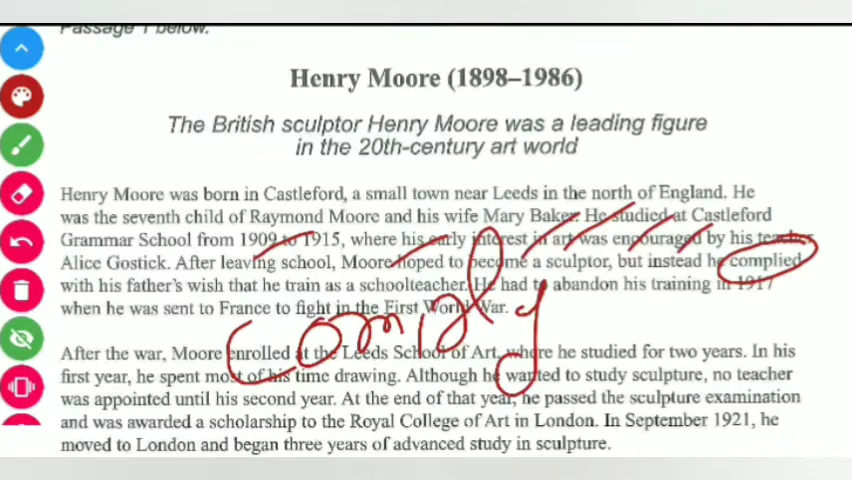 Passage 1 below.
Henry Moore (1898–1986)
The British sculptor Henry Moore was a leading figure
in the 20th-century art world
Henry Moore was born in Castleford, a small town near Leeds in the north of England. He
was the seventh child of Raymond Moore and his wife Mary Baker. He studied at Castleford
Grammar School from 1909 to 1915, where his early interest in art was encouraged by his teacher
Alice Gostick. After leaving school, Moore hoped to become a sculptor, but instead he complied
with his father's wish that he train as a schoolteacher. He had to abandon his training in 1917
when he was sent to France to fight in the First World War.
comply
After the war, Moore enrolled at the Leeds School of Art, where he studied for two years. In his
first year, he spent most of his time drawing. Although he wanted to study sculpture, no teacher
was appointed until his second year. At the end of that year, he passed the sculpture examination
and was awarded a scholarship to the Royal College of Art in London. In September 1921, he
moved to London and began three years of advanced study in sculpture.